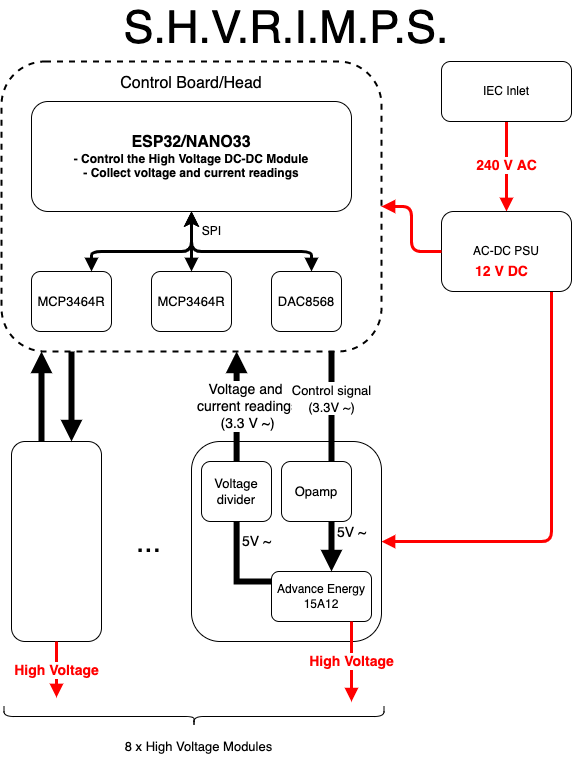 S.H.V.R.I.M.P.S.
Control Board/Head
IEC Inlet
ESP32/NANO33
- Control the High Voltage DC-DC Module
- Collect voltage and current readings
240 V AC
SPI
AC-DC PSU
12 V DC
MCP3464R
MCP3464R
DAC8568
Voltage and
current reading
(3.3 V ~)
Control signal
(3.3V ~)
Voltage
divider
Opamp
5V ~
5V ~
...
Advance Energy
15A12
High Voltage
High Voltage
8 x High Voltage Modules